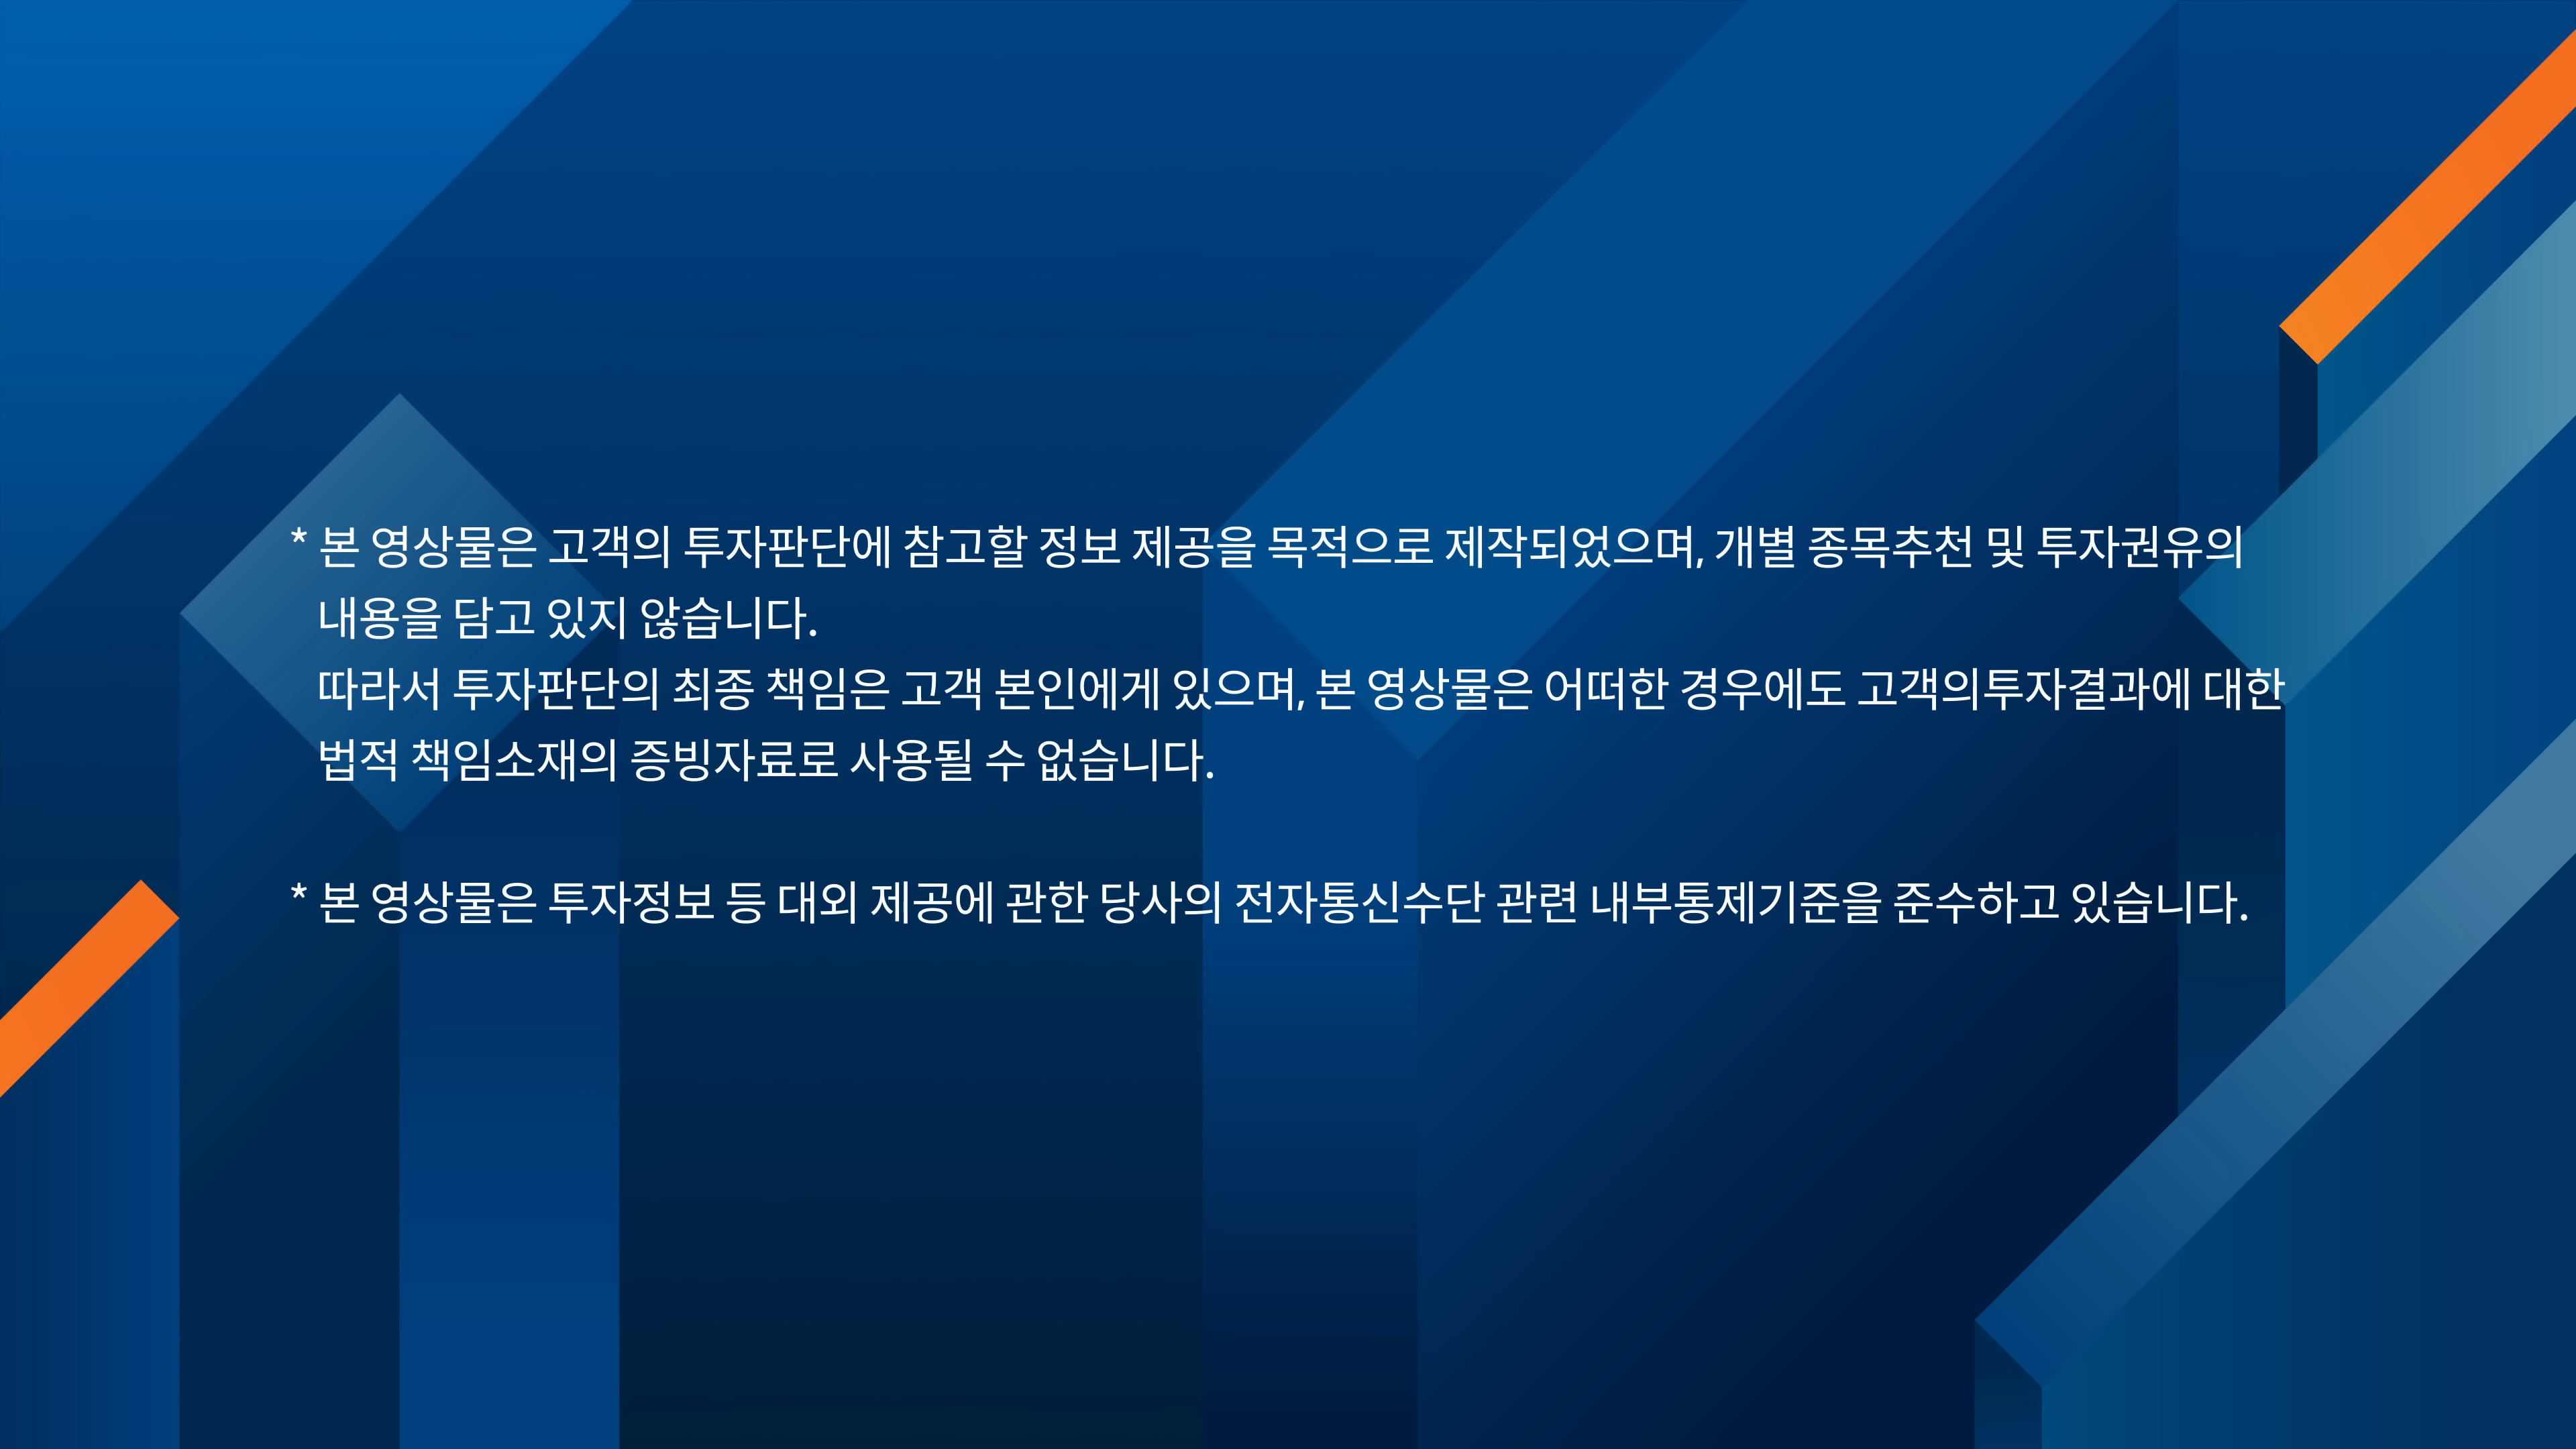 * 본 영상물은 고객의 투자판단에 참고할 정보 제공을 목적으로 제작되었으며, 개별 종목추천 및 투자권유의
내용을 담고 있지 않습니다.
따라서 투자판단의 최종 책임은 고객 본인에게 있으며, 본 영상물은 어떠한 경우에도 고객의투자결과에 대한
법적 책임소재의 증빙자료로 사용될 수 없습니다.
* 본 영상물은 투자정보 등 대외 제공에 관한 당사의 전자통신수단 관련 내부통제기준을 준수하고 있습니다.